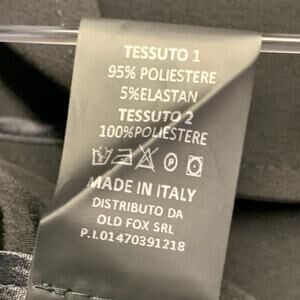 TESSUTO 1
95% POLIESTERE
5%ELASTAN
TESSUTO 2
100%POLIESTERE
MADE IN ITALY
DISTRIBUTO DA
OLD FOX SRL
P.I.01470391218